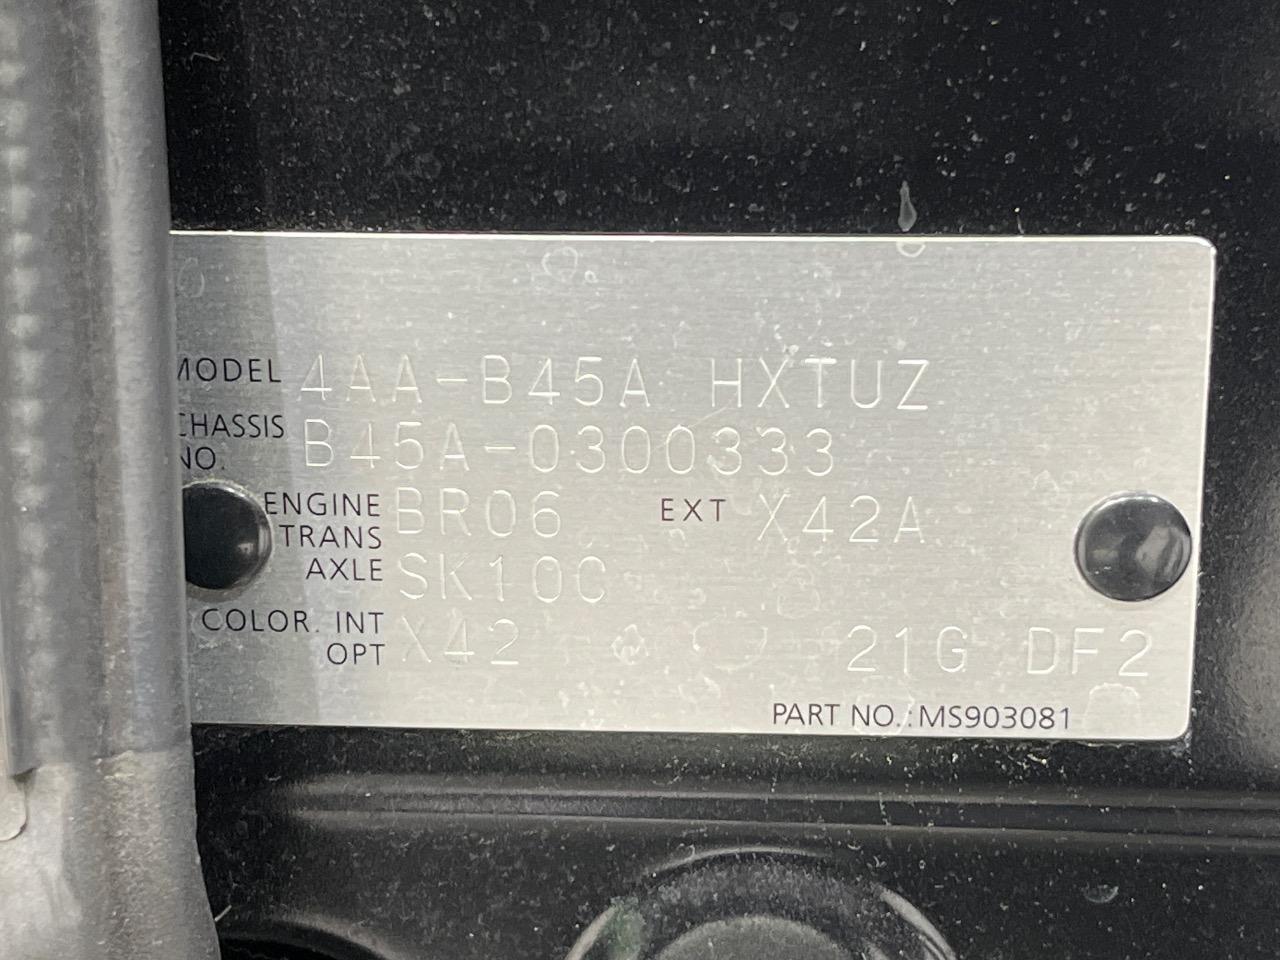 MODEL 4AA-B45A HXTUZ
CHASSIS NO. B45A-0300333
ENGINE BR06 EXT X42A
TRANS AXLE SK10C
COLOR. INT OPT X42 21G DF2
PART NO.:MS903081